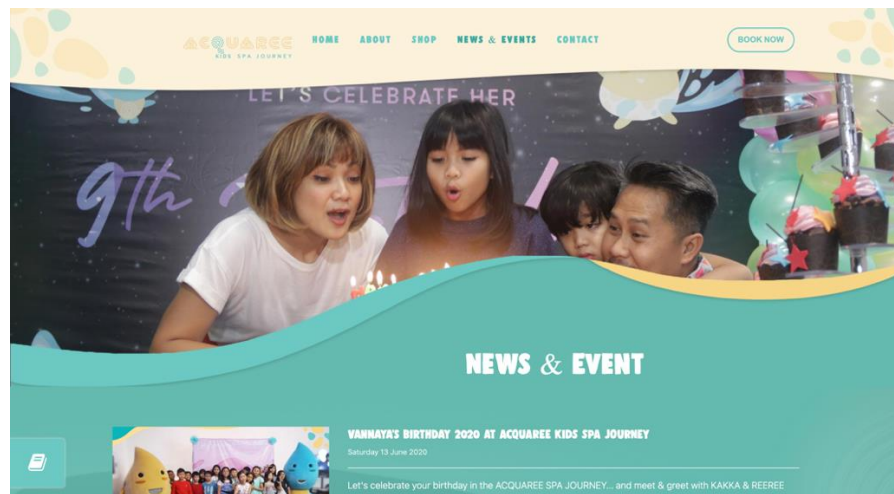 ACQUAREE
KIDS SPA JOURNEY
HOME ABOUT SHOP NEWS & EVENTS CONTACT
BOOK NOW
LET'S CELEBRATE HER
9th
NEWS & EVENT
VANNAYA'S BIRTHDAY 2020 AT ACQUAREE KIDS SPA JOURNEY
Saturday 13 June 2020
Let's celebrate your birthday in the ACQUAREE SPA JOURNEY... and meet & greet with KAKKA & REEREE